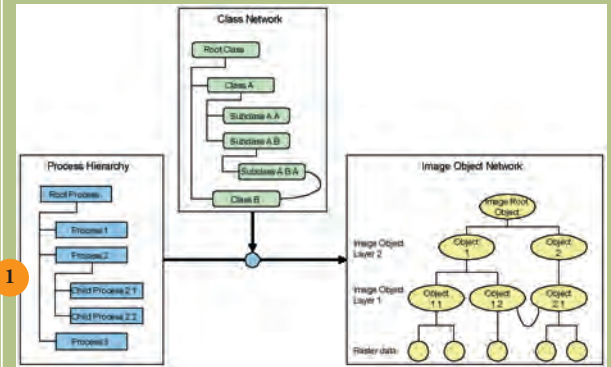 Class Network
Root Class
Class A
Subclass A.A
Subclass A.B
Subclass A.B.A
Class B
Process Hierarchy
Root Process
Process 1
Process 2
Child Process 2.1
Child Process 2.2
Process 3
Image Object Network
Image Root
Object
Image Object
Layer 2
Object
1
Object
2
Image Object
Layer 1
Object
1.1
Object
1.2
Object
2.1
Raster data
1